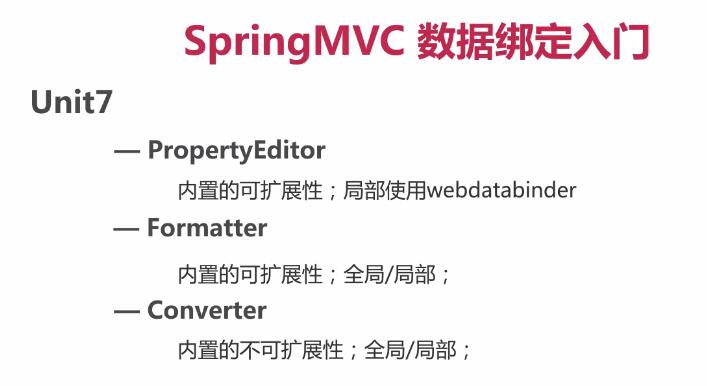 SpringMVC 数据绑定入门
Unit7
— PropertyEditor
内置的可扩展性；局部使用webdatabinder
— Formatter
内置的可扩展性；全局/局部；
— Converter
内置的不可扩展性；全局/局部；